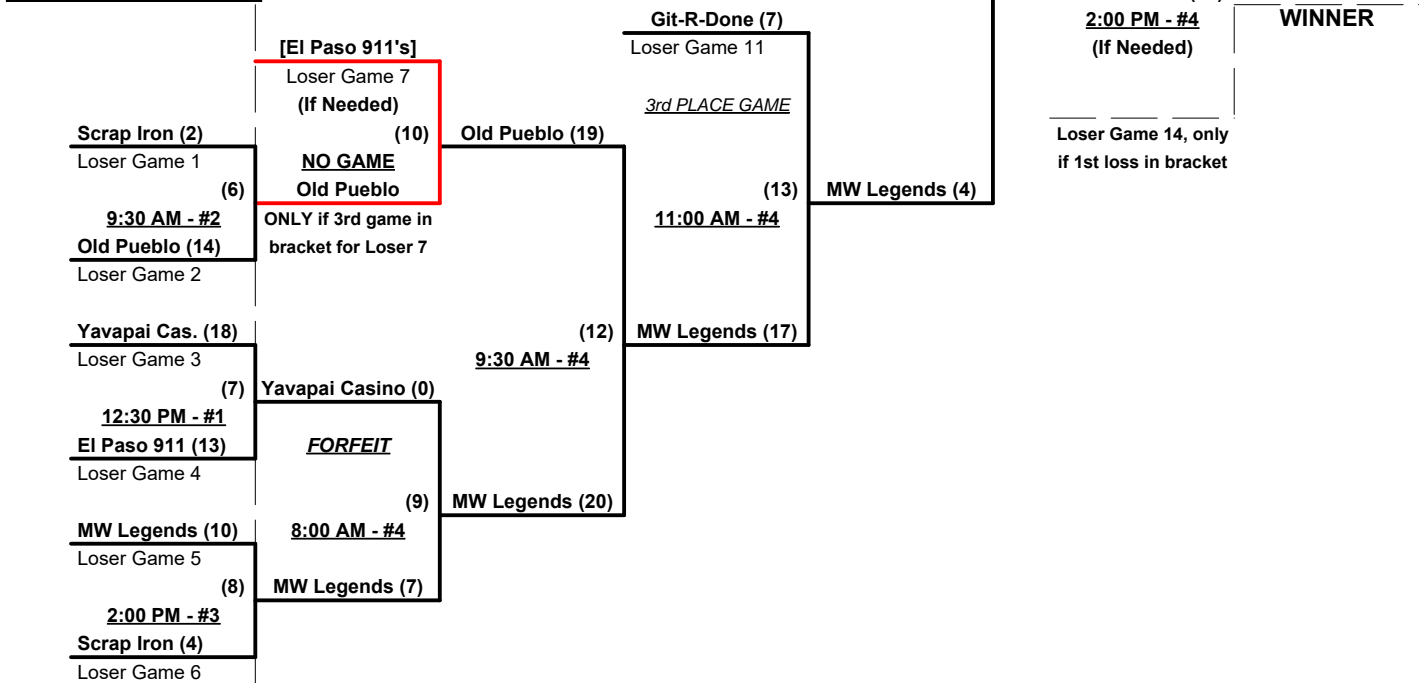 Git-R-Done (7)
Loser Game 11
3rd PLACE GAME
2:00 PM - #4
(If Needed)
WINNER
Loser Game 14, only
if 1st loss in bracket
[El Paso 911's]
Loser Game 7
(If Needed)
(10)
NO GAME
Old Pueblo
ONLY if 3rd game in
bracket for Loser 7
Scrap Iron (2)
Loser Game 1
(6)
9:30 AM - #2
Old Pueblo (14)
Loser Game 2
Old Pueblo (19)
(13)
11:00 AM - #4
MW Legends (4)
Yavapai Cas. (18)
Loser Game 3
(7)
12:30 PM - #1
El Paso 911 (13)
Loser Game 4
(12)
9:30 AM - #4
MW Legends (17)
Yavapai Casino (0)
FORFEIT
(9)
8:00 AM - #4
MW Legends (20)
MW Legends (10)
Loser Game 5
(8)
2:00 PM - #3
Scrap Iron (4)
Loser Game 6
MW Legends (7)